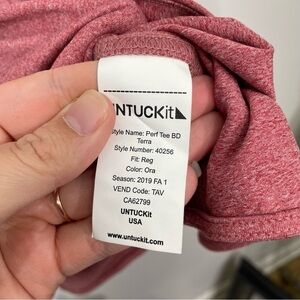 UNTUCKit
Style Name: Perf Tee BD
Terra
Style Number: 40256
Fit: Reg
Color: Ora
Season: 2019 FA 1
VEND Code: TAV
CA62799
UNTUCKit
USA
www.untuckit.com